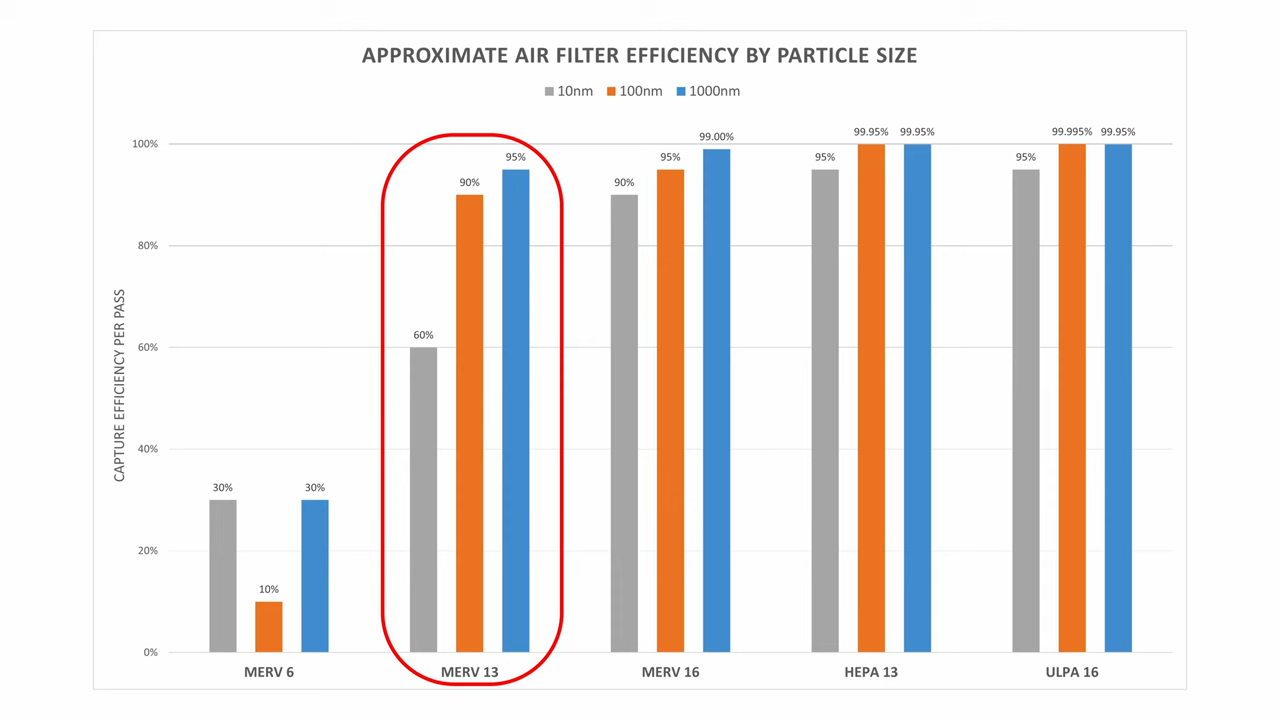 APPROXIMATE AIR FILTER EFFICIENCY BY PARTICLE SIZE
10nm 100nm 1000nm
CAPTURE EFFICIENCY PER PASS
100%
80%
60%
40%
20%
0%
30% 10% 30%
60% 90% 95%
90% 95% 99.00%
95% 99.95% 99.95%
95% 99.995% 99.95%
MERV 6 MERV 13 MERV 16 HEPA 13 ULPA 16